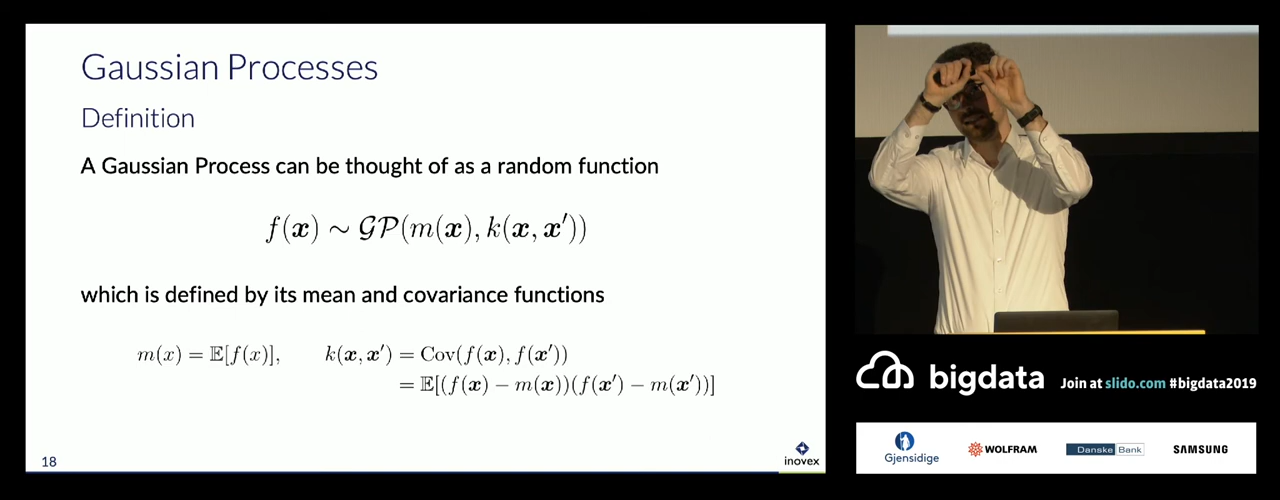 Gaussian Processes
Definition
A Gaussian Process can be thought of as a random function
f(𝒙) ∼ 𝒢𝒫(m(𝒙), k(𝒙, 𝒙′))
which is defined by its mean and covariance functions
m(x) = 𝔼[f(x)], k(𝒙, 𝒙′) = Cov(f(𝒙), f(𝒙′))
= 𝔼[(f(𝒙) − m(𝒙))(f(𝒙′) − m(𝒙′))]
18
inovex
bigdata
Join at slido.com #bigdata2019
Gjensidige
WOLFRAM
Danske Bank
SAMSUNG